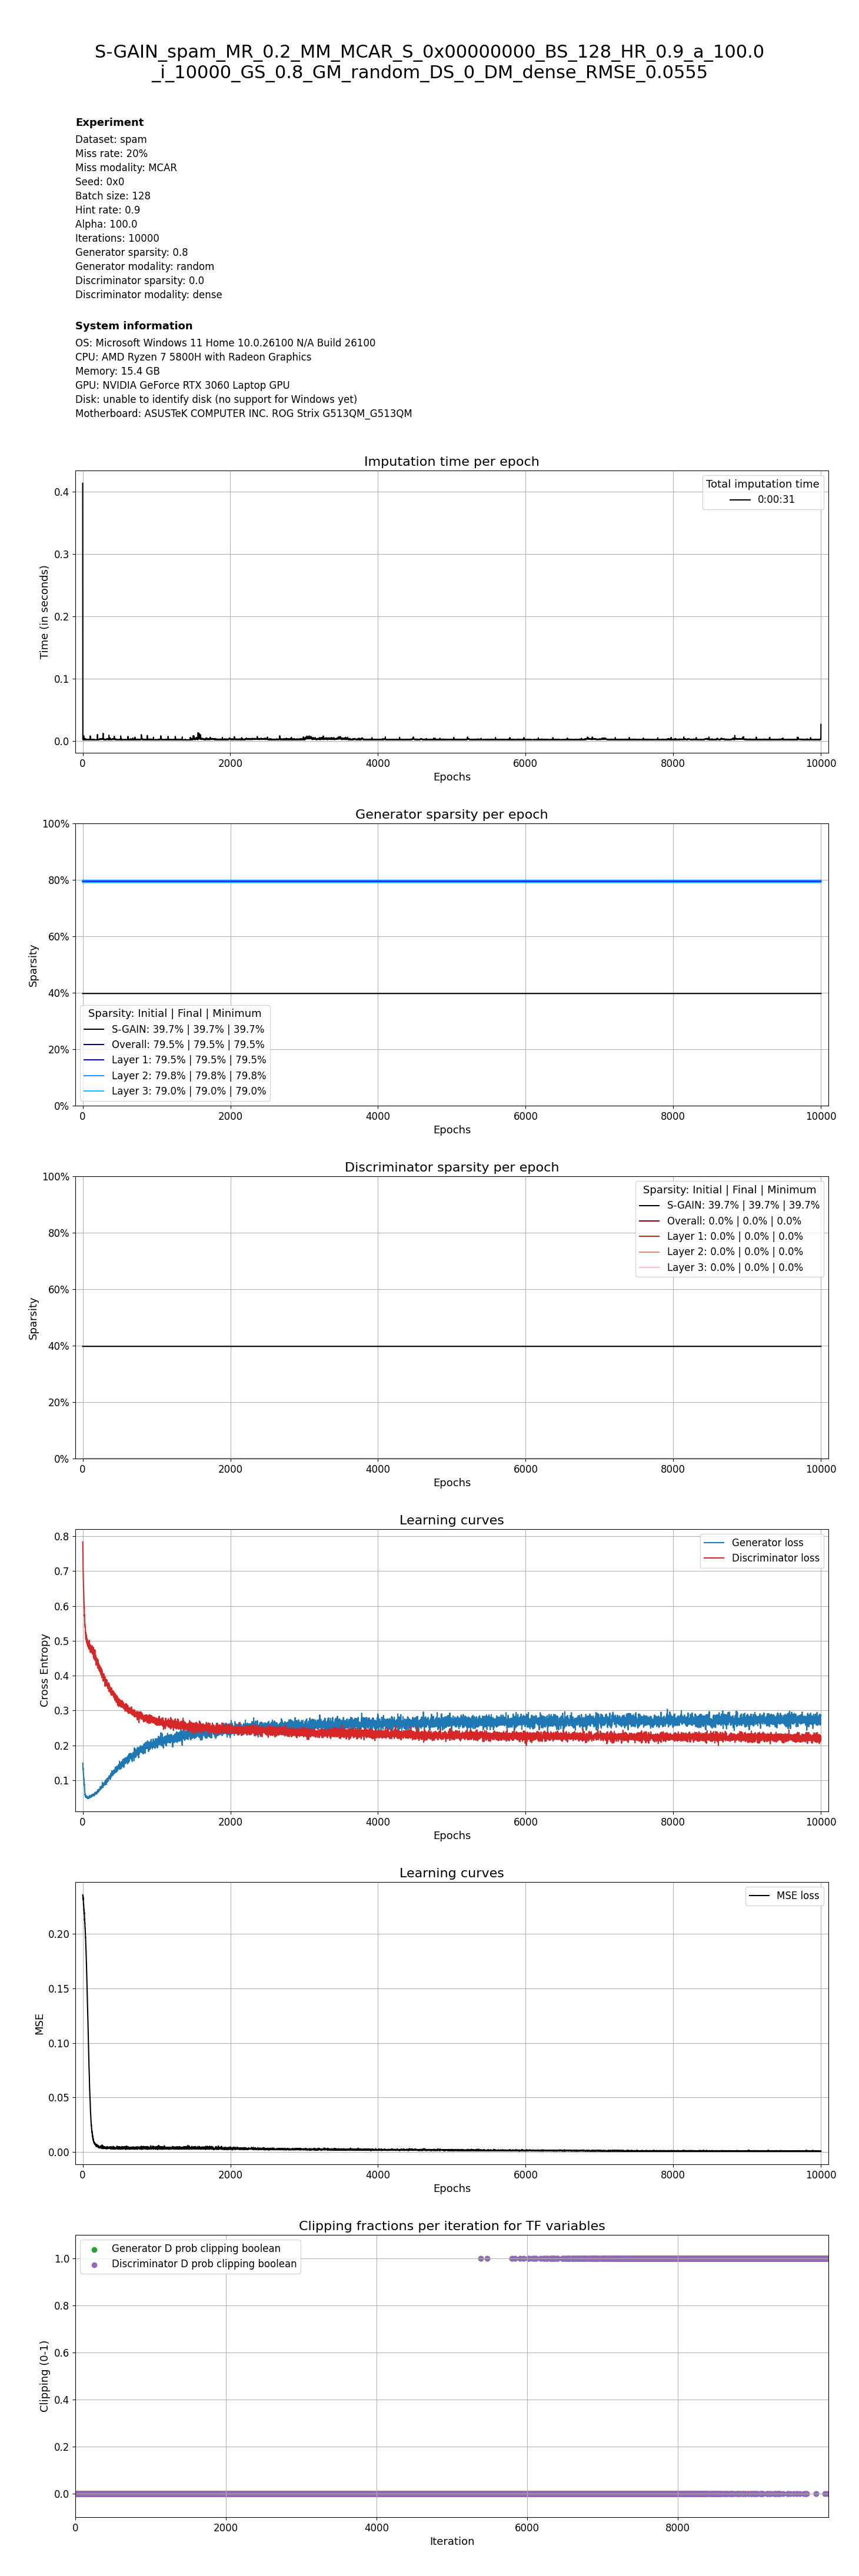 S-GAIN_spam_MR_0.2_MM_MCAR_S_0x00000000_BS_128_HR_0.9_a_100.0
_i_10000_GS_0.8_GM_random_DS_0_DM_dense_RMSE_0.0555
Experiment
Dataset: spam
Miss rate: 20%
Miss modality: MCAR
Seed: 0x0
Batch size: 128
Hint rate: 0.9
Alpha: 100.0
Iterations: 10000
Generator sparsity: 0.8
Generator modality: random
Discriminator sparsity: 0.0
Discriminator modality: dense
System information
OS: Microsoft Windows 11 Home 10.0.26100 N/A Build 26100
CPU: AMD Ryzen 7 5800H with Radeon Graphics
Memory: 15.4 GB
GPU: NVIDIA GeForce RTX 3060 Laptop GPU
Disk: unable to identify disk (no support for Windows yet)
Motherboard: ASUSTeK COMPUTER INC. ROG Strix G513QM_G513QM
Imputation time per epoch
Total imputation time
0:00:31
0.4
0.3
0.2
0.1
0.0
Time (in seconds)
0 2000 4000 6000 8000 10000
Epochs
Generator sparsity per epoch
100%
80%
60%
40%
20%
0%
Sparsity
Sparsity: Initial | Final | Minimum
S-GAIN: 39.7% | 39.7% | 39.7%
Overall: 79.5% | 79.5% | 79.5%
Layer 1: 79.5% | 79.5% | 79.5%
Layer 2: 79.8% | 79.8% | 79.8%
Layer 3: 79.0% | 79.0% | 79.0%
0 2000 4000 6000 8000 10000
Epochs
Discriminator sparsity per epoch
100%
80%
60%
40%
20%
0%
Sparsity
Sparsity: Initial | Final | Minimum
S-GAIN: 39.7% | 39.7% | 39.7%
Overall: 0.0% | 0.0% | 0.0%
Layer 1: 0.0% | 0.0% | 0.0%
Layer 2: 0.0% | 0.0% | 0.0%
Layer 3: 0.0% | 0.0% | 0.0%
0 2000 4000 6000 8000 10000
Epochs
Learning curves
0.8
0.7
0.6
0.5
0.4
0.3
0.2
0.1
Cross Entropy
Generator loss
Discriminator loss
0 2000 4000 6000 8000 10000
Epochs
Learning curves
MSE loss
0.20
0.15
0.10
0.05
0.00
MSE
0 2000 4000 6000 8000 10000
Epochs
Clipping fractions per iteration for TF variables
Generator D prob clipping boolean
Discriminator D prob clipping boolean
1.0
0.8
0.6
0.4
0.2
0.0
Clipping (0-1)
0 2000 4000 6000 8000
Iteration